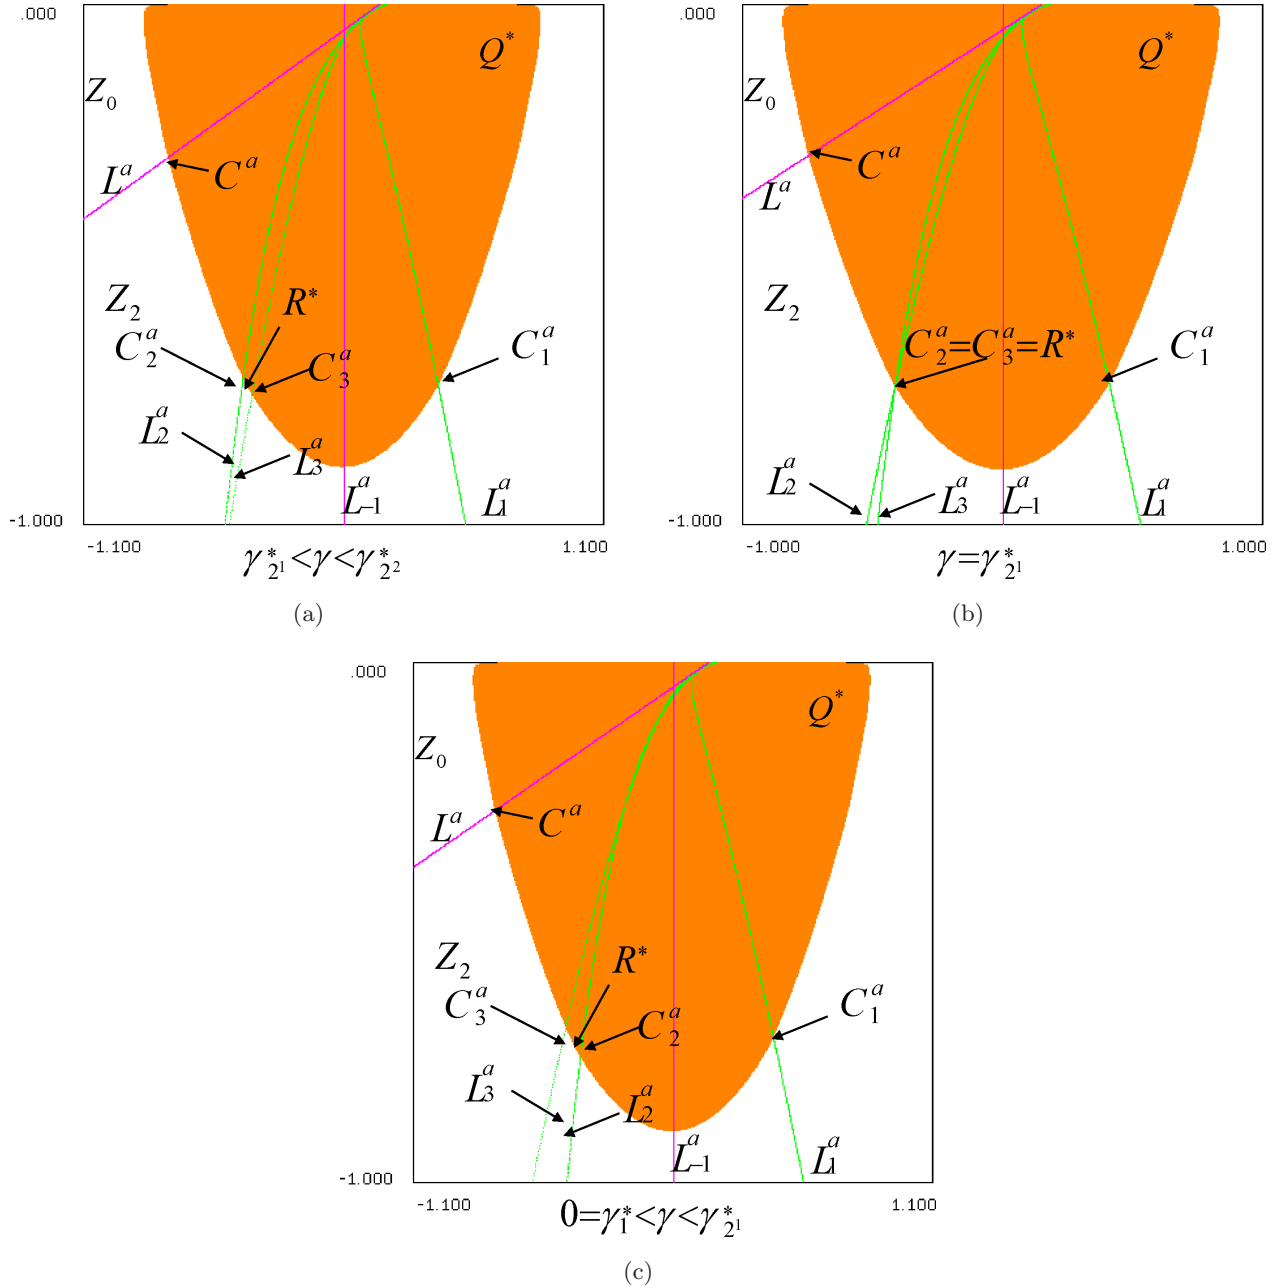 .000
Q*
Z₀
Cᵃ
Lᵃ
Z₂
R*
C₂ᵃ
C₃ᵃ
C₁ᵃ
L₂ᵃ
L₃ᵃ
L₋₁ᵃ
L₁ᵃ
-1.000
-1.100
1.100
γ*₂¹<γ<γ*₂²
(a)
.000
Q*
Z₀
Cᵃ
Lᵃ
Z₂
C₂ᵃ=C₃ᵃ=R*
C₁ᵃ
L₂ᵃ
L₃ᵃ
L₋₁ᵃ
L₁ᵃ
-1.000
-1.000
1.000
γ=γ*₂¹
(b)
.000
Q*
Z₀
Lᵃ
Cᵃ
Z₂
R*
C₃ᵃ
C₂ᵃ
C₁ᵃ
L₃ᵃ
L₂ᵃ
L₋₁ᵃ
L₁ᵃ
-1.000
-1.100
1.100
0=γ₁*<γ<γ*₂¹
(c)